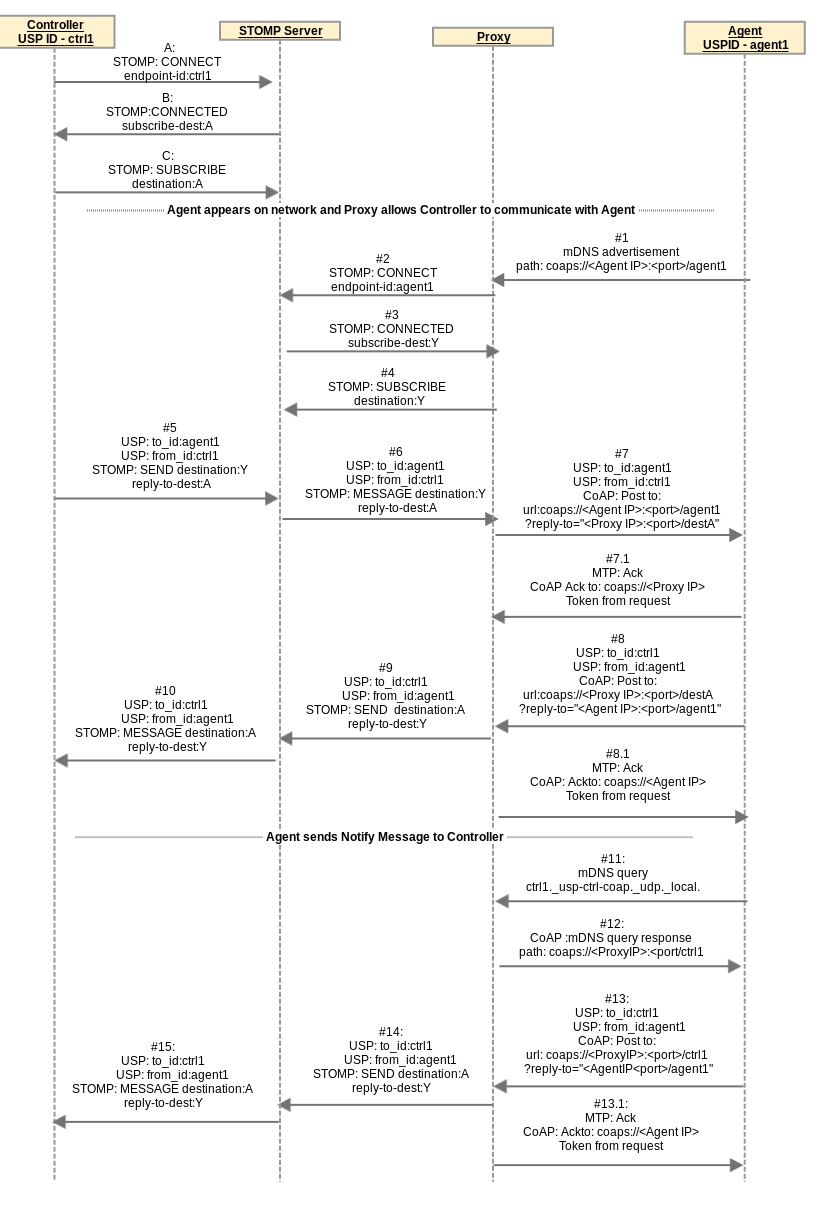 Controller
USP ID - ctrl1
STOMP Server
Proxy
Agent
USPID - agent1
A:
STOMP: CONNECT
endpoint-id:ctrl1
B:
STOMP:CONNECTED
subscribe-dest:A
C:
STOMP: SUBSCRIBE
destination:A
Agent appears on network and Proxy allows Controller to communicate with Agent
#1
mDNS advertisement
path: coaps://<Agent IP>:<port>/agent1
#2
STOMP: CONNECT
endpoint-id:agent1
#3
STOMP: CONNECTED
subscribe-dest:Y
#4
STOMP: SUBSCRIBE
destination:Y
#5
USP: to_id:agent1
USP: from_id:ctrl1
STOMP: SEND destination:Y
reply-to-dest:A
#6
USP: to_id:agent1
USP: from_id:ctrl1
STOMP: MESSAGE destination:Y
reply-to-dest:A
#7
USP: to_id:agent1
USP: from_id:ctrl1
CoAP: Post to:
url:coaps://<Agent IP>:<port>/agent1
?reply-to="<Proxy IP>:<port>/destA"
#7.1
MTP: Ack
CoAP Ack to: coaps://<Proxy IP>
Token from request
#8
USP: to_id:ctrl1
USP: from_id:agent1
CoAP: Post to:
url:coaps://<Proxy IP>:<port>/destA
?reply-to="<Agent IP>:<port>/agent1"
#9
USP: to_id:ctrl1
USP: from_id:agent1
STOMP: SEND  destination:A
reply-to-dest:Y
#10
USP: to_id:ctrl1
USP: from_id:agent1
STOMP: MESSAGE destination:A
reply-to-dest:Y
#8.1
MTP: Ack
CoAP: Ackto: coaps://<Agent IP>
Token from request
Agent sends Notify Message to Controller
#11:
mDNS query
ctrl1._usp-ctrl-coap._udp._local.
#12:
CoAP :mDNS query response
path: coaps://<ProxyIP>:<port/ctrl1
#13:
USP: to_id:ctrl1
USP: from_id:agent1
CoAP: Post to:
url: coaps://<ProxyIP>:<port>/ctrl1
?reply-to="<AgentIP<port>/agent1"
#14:
USP: to_id:ctrl1
USP: from_id:agent1
STOMP: SEND destination:A
reply-to-dest:Y
#15:
USP: to_id:ctrl1
USP: from_id:agent1
STOMP: MESSAGE destination:A
reply-to-dest:Y
#13.1:
MTP: Ack
CoAP: Ackto: coaps://<Agent IP>
Token from request